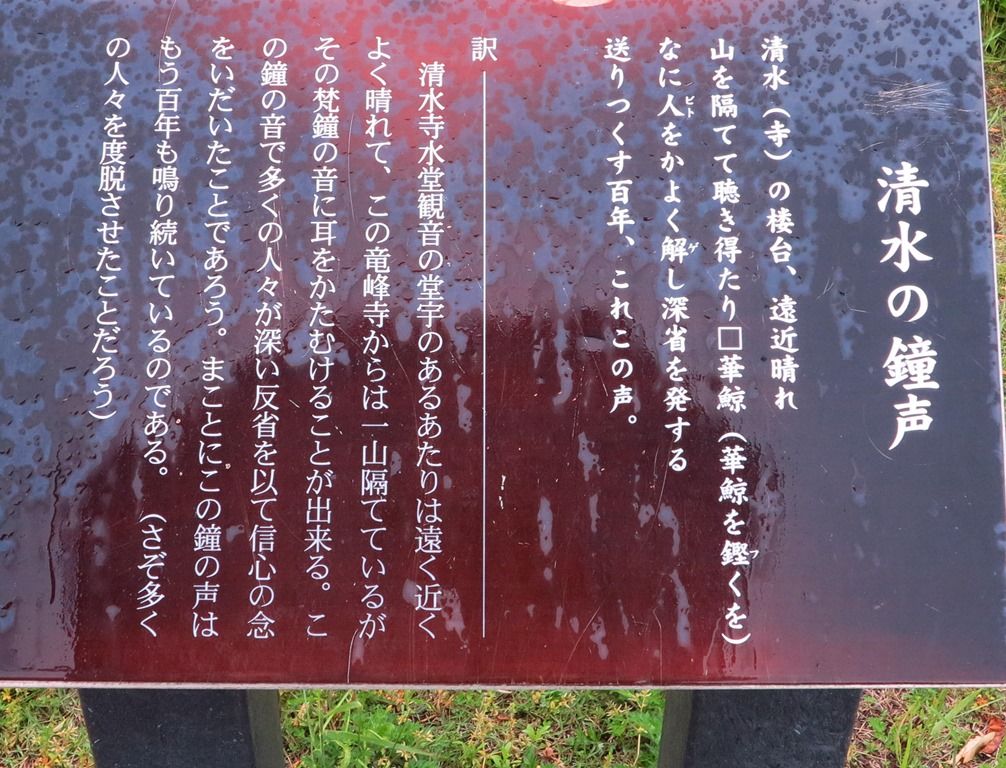 清水の鐘声
清水（寺）の楼台、遠近晴れ
山を隔てて聴き得たり□華鯨（華鯨を鏗くを）
なに人をかよく解し深省を発する
送りつくす百年、これこの声。
訳
清水寺水堂観音の堂宇のあるあたりは遠く近く
よく晴れて、この竜峰寺からは一山隔てているが
その梵鐘の音に耳をかたむけることが出来る。こ
の鐘の音で多くの人々が深い反省を以て信心の念
をいだいたことであろう。まことにこの鐘の声は
もう百年も鳴り続いているのである。（さぞ多く
の人々を度脱させたことだろう）